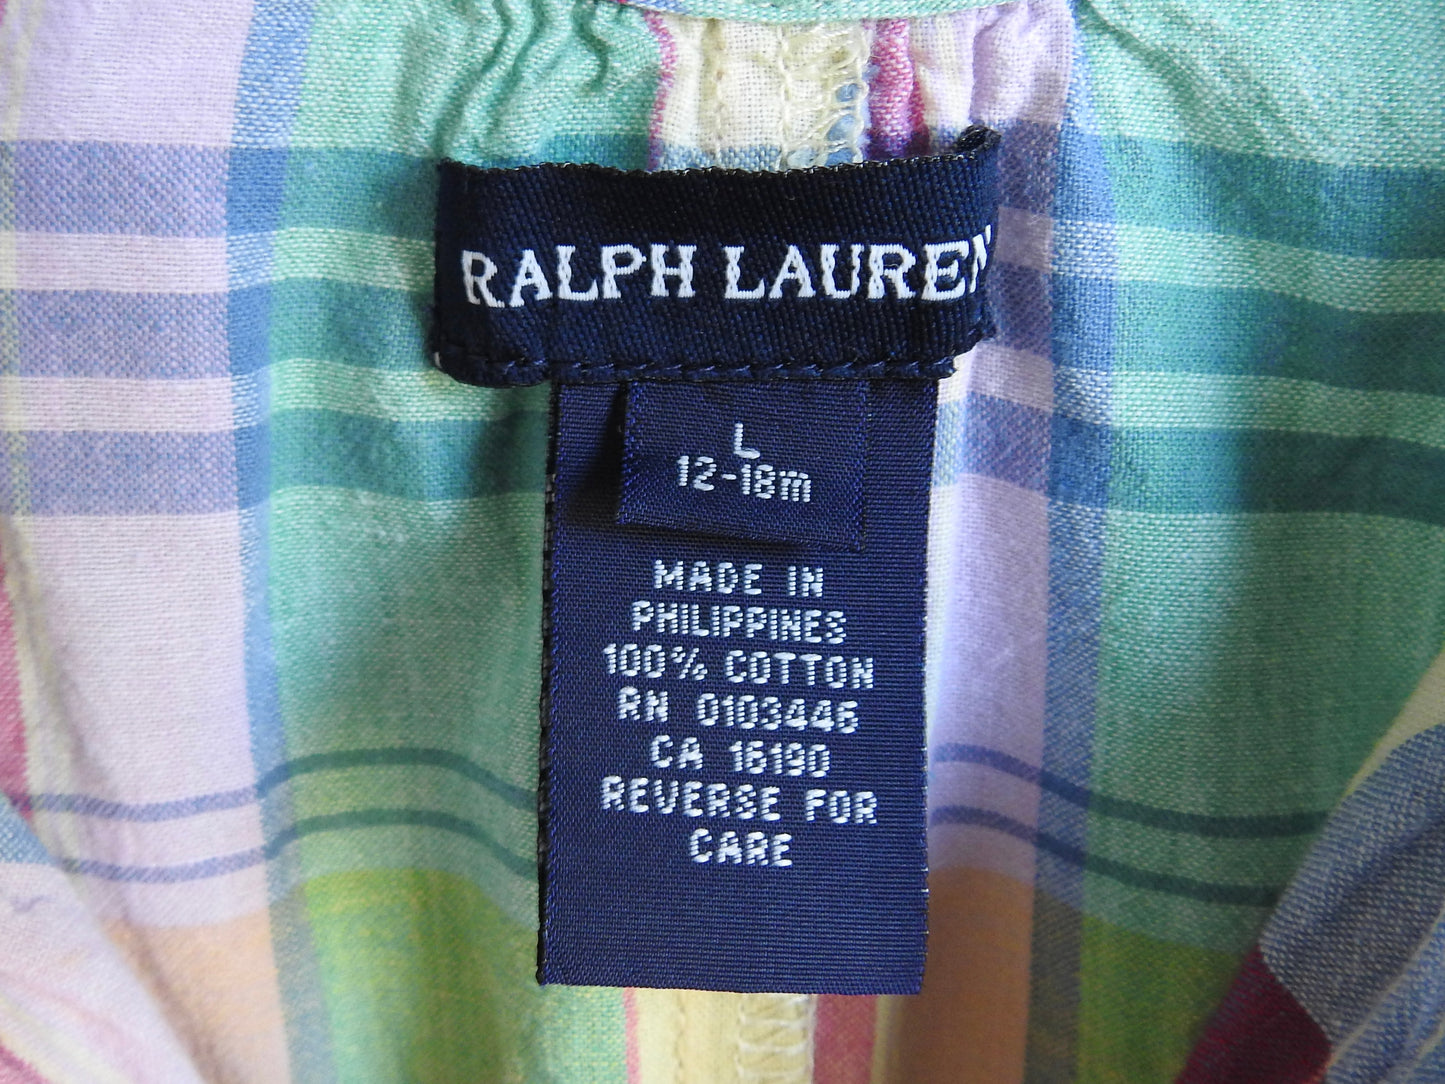 RALPH LAUREN
L
12-18m
MADE IN
PHILIPPINES
100% COTTON
RN 0103446
CA 16190
REVERSE FOR
CARE